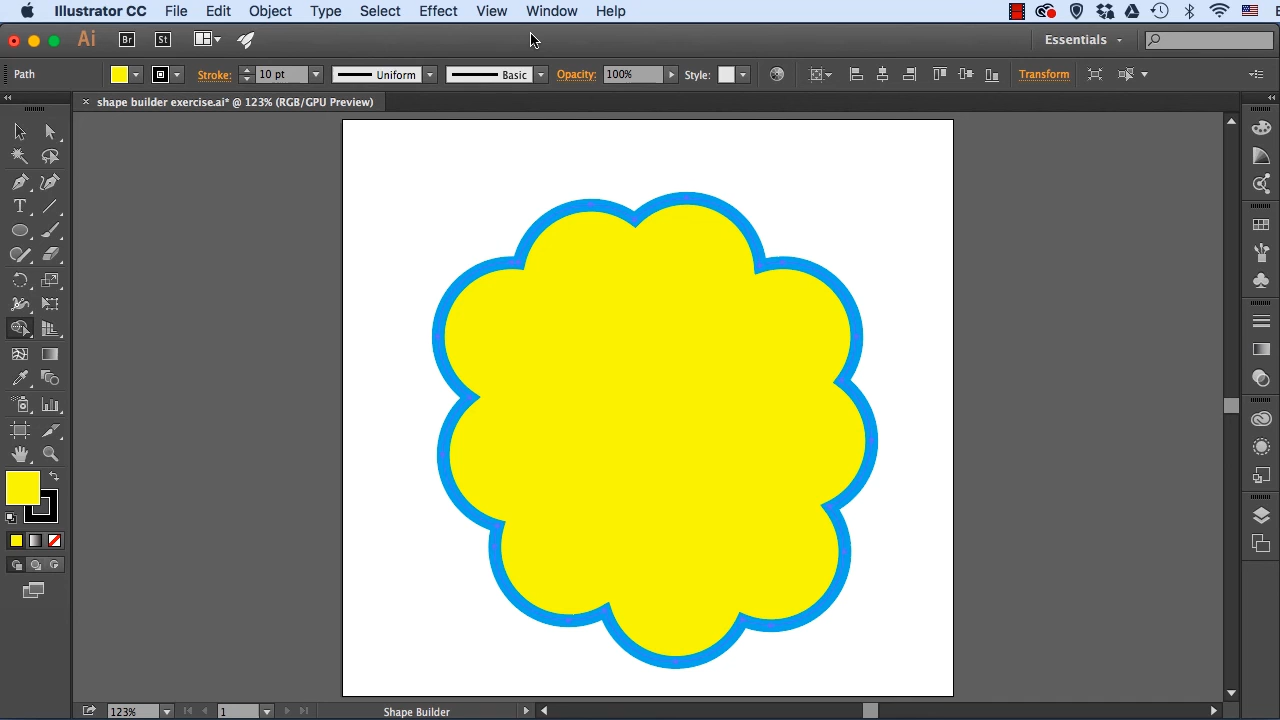 Illustrator CC File Edit Object Type Select Effect View Window Help
Ai Br St Essentials
Path Stroke: 10 pt Uniform Basic Opacity: 100% Style: Transform
× shape builder exercise.ai* @ 123% (RGB/GPU Preview)
T
123% 1 Shape Builder